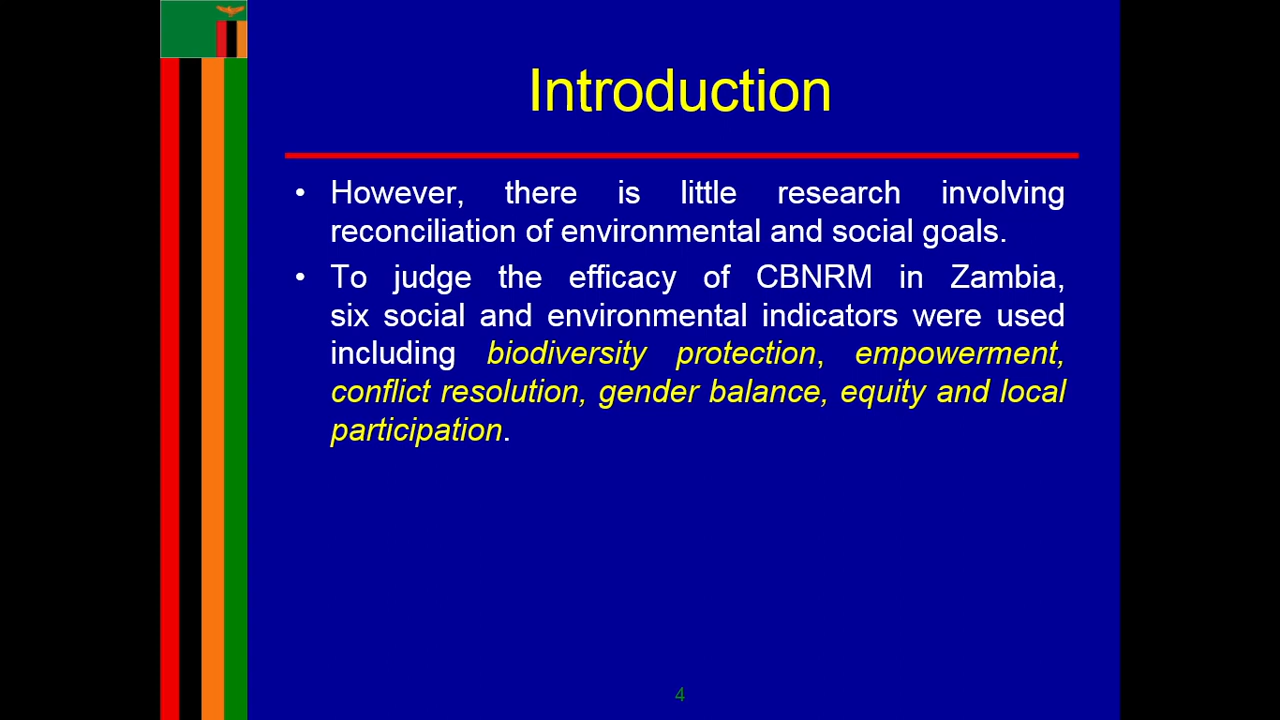 Introduction
• However, there is little research involving
reconciliation of environmental and social goals.
• To judge the efficacy of CBNRM in Zambia,
six social and environmental indicators were used
including biodiversity protection, empowerment,
conflict resolution, gender balance, equity and local
participation.
4